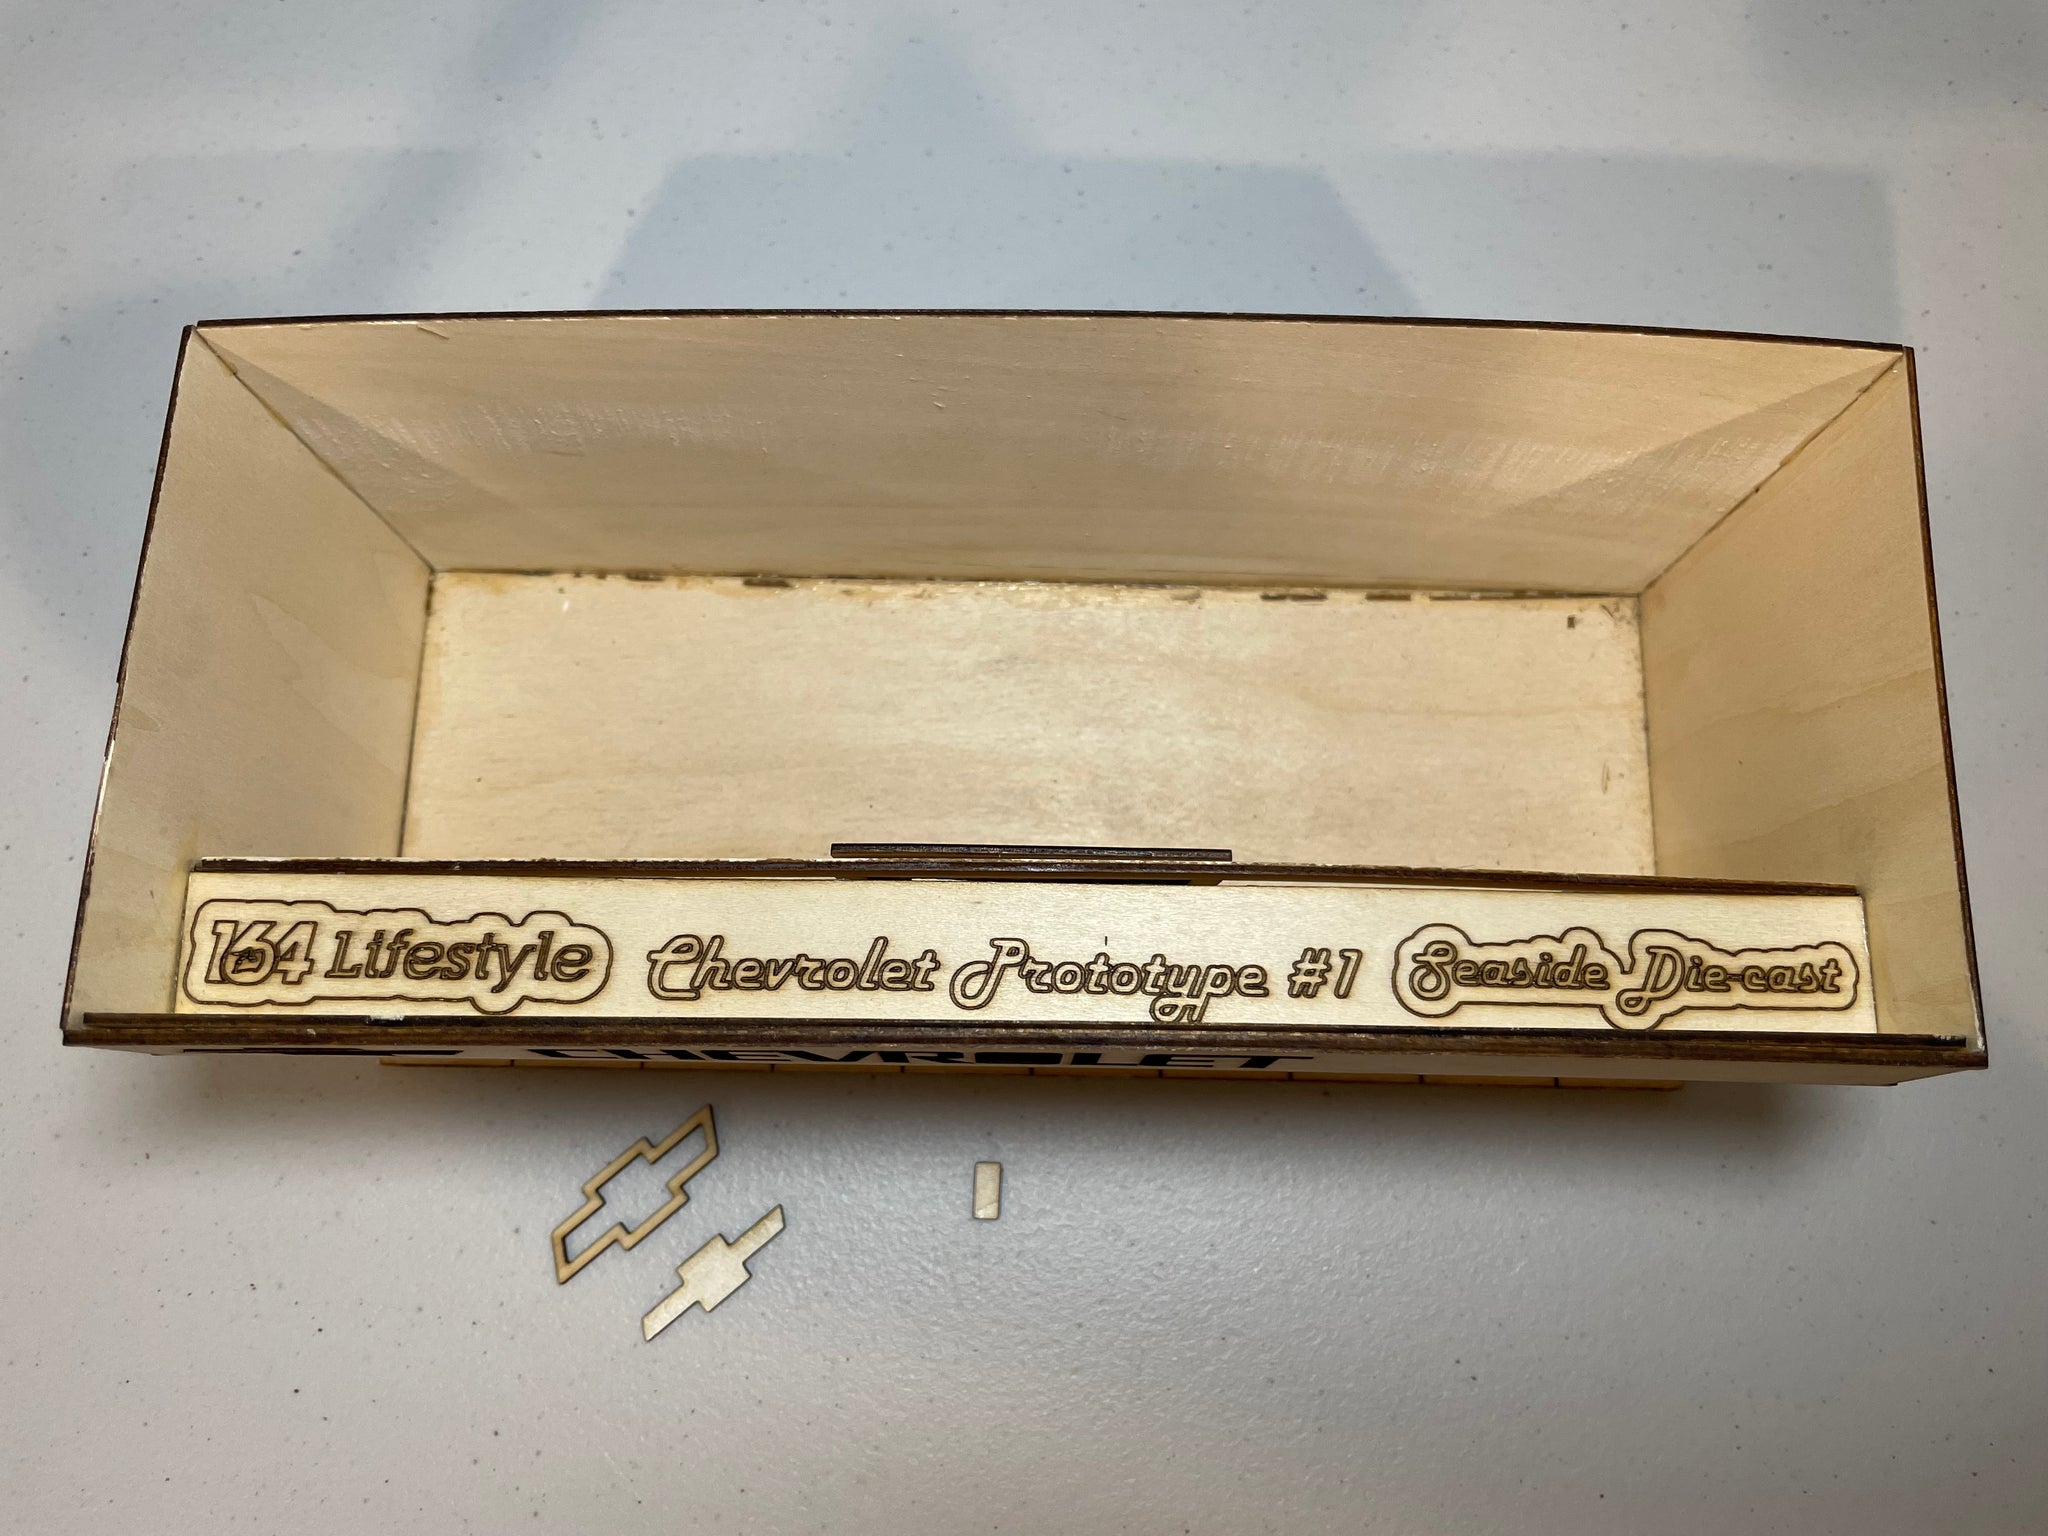 164 Lifestyle Chevrolet Prototype #1 Seaside Die-cast
CHEVROLET